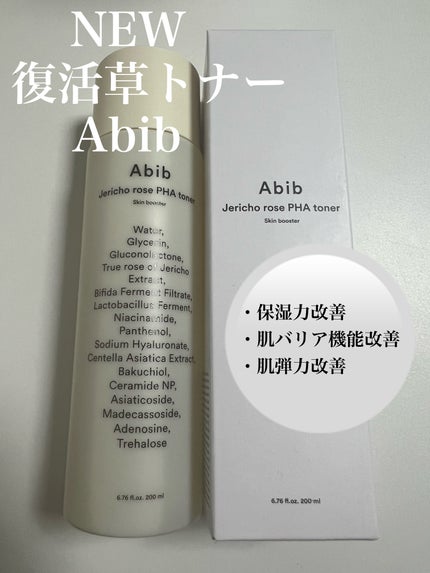 NEW
復活草トナー
Abib
Abib
Jericho rose PHA toner
Skin booster
Water,
Glycerin,
Gluconolactone,
True rose of Jericho
Extract,
Bifida Ferment Filtrate,
Lactobacillus Ferment,
Niacinamide,
Panthenol,
Sodium Hyaluronate,
Centella Asiatica Extract,
Bakuchiol,
Ceramide NP,
Asiaticoside,
Madecassoside,
Adenosine,
Trehalose
6.76 fl.oz. 200 ml
Abib
Jericho rose PHA toner
Skin booster
・保湿力改善
・肌バリア機能改善
・肌弾力改善
6.76 fl.oz. 200 ml